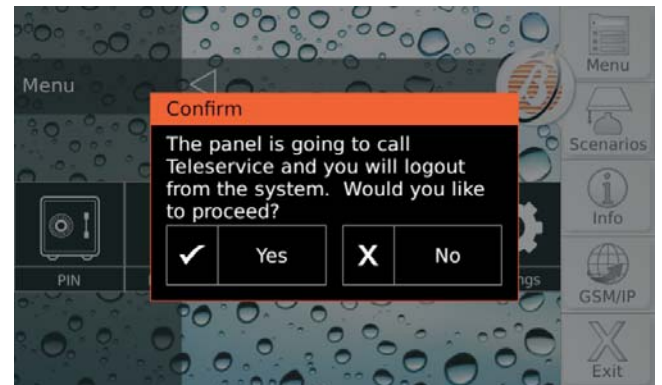 Menu
Menu
Confirm
The panel is going to call
Teleservice and you will logout
from the system. Would you like
to proceed?
Scenarios
Info
Yes
No
PIN
ngs
GSM/IP
Exit